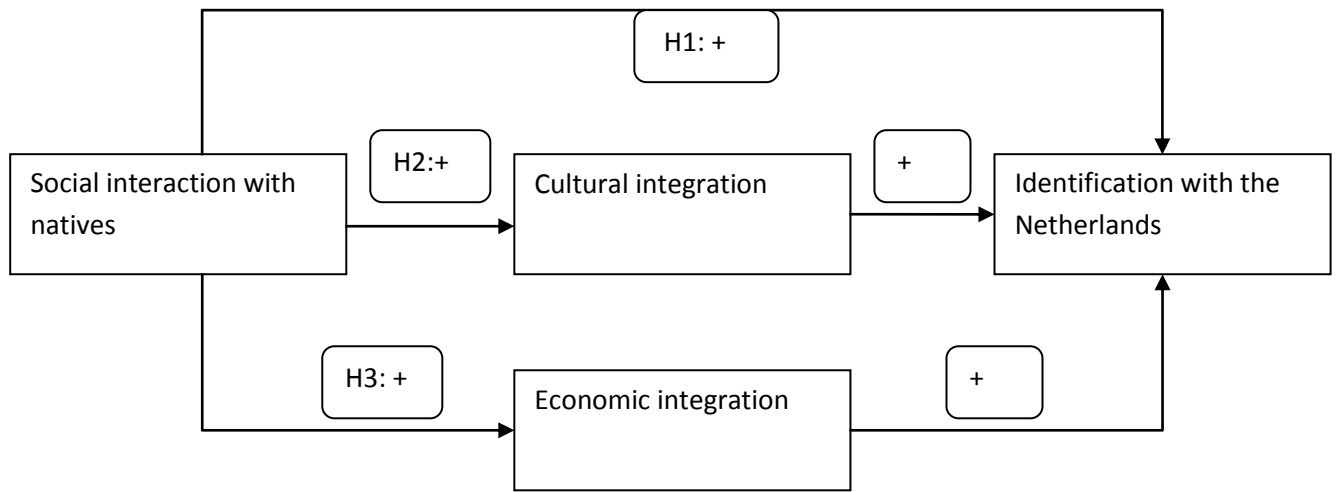 H1: +
H2:+
+
Social interaction with
natives
Cultural integration
Identification with the
Netherlands
H3: +
+
Economic integration